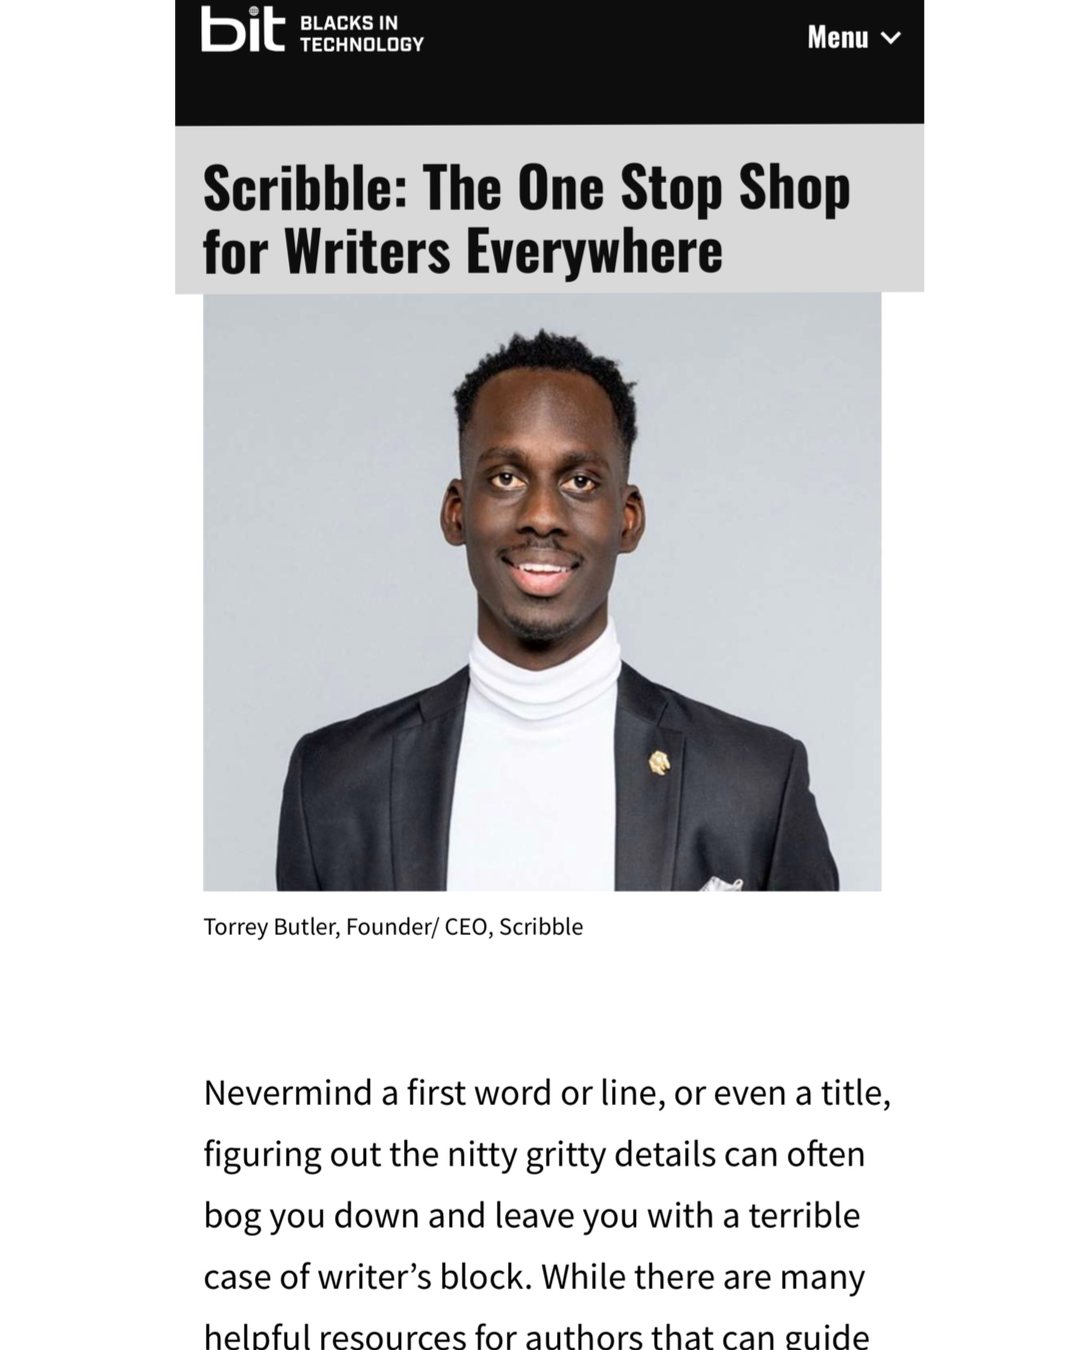 bit BLACKS IN
TECHNOLOGY
Menu
Scribble: The One Stop Shop
for Writers Everywhere
Torrey Butler, Founder/ CEO, Scribble
Nevermind a first word or line, or even a title,
figuring out the nitty gritty details can often
bog you down and leave you with a terrible
case of writer’s block. While there are many
helpful resources for authors that can guide